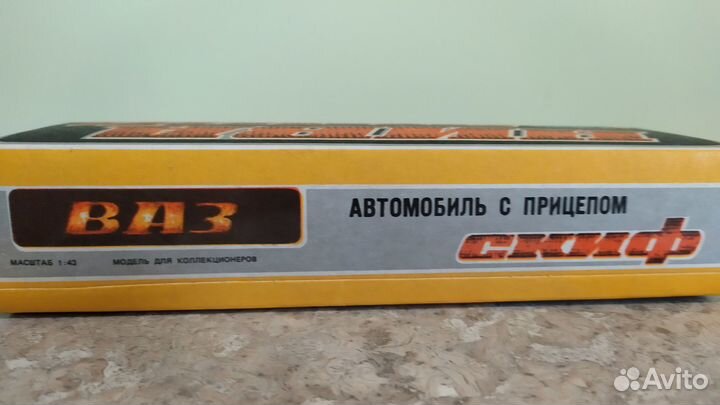 ВАЗ
АВТОМОБИЛЬ С ПРИЦЕПОМ
СКИФ
МАСШТАБ 1:43 МОДЕЛЬ ДЛЯ КОЛЛЕКЦИОНЕРОВ
Avito